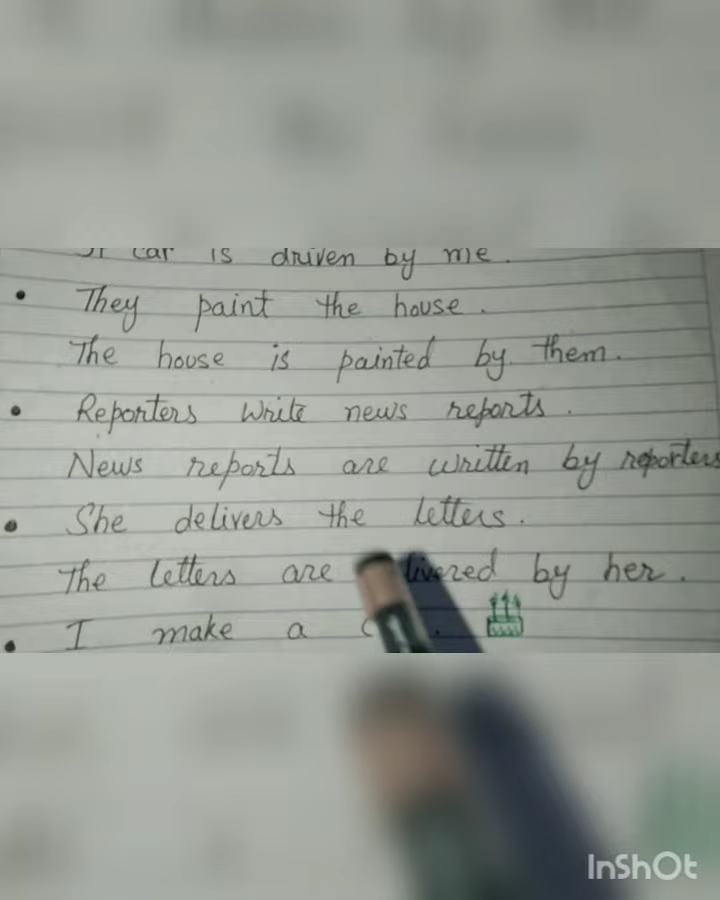 car is driven by me.
• They paint the house.
The house is painted by them.
• Reporters write news reports.
News reports are written by reporters
• She delivers the letters.
The letters are livered by her.
• I make a
InShOt